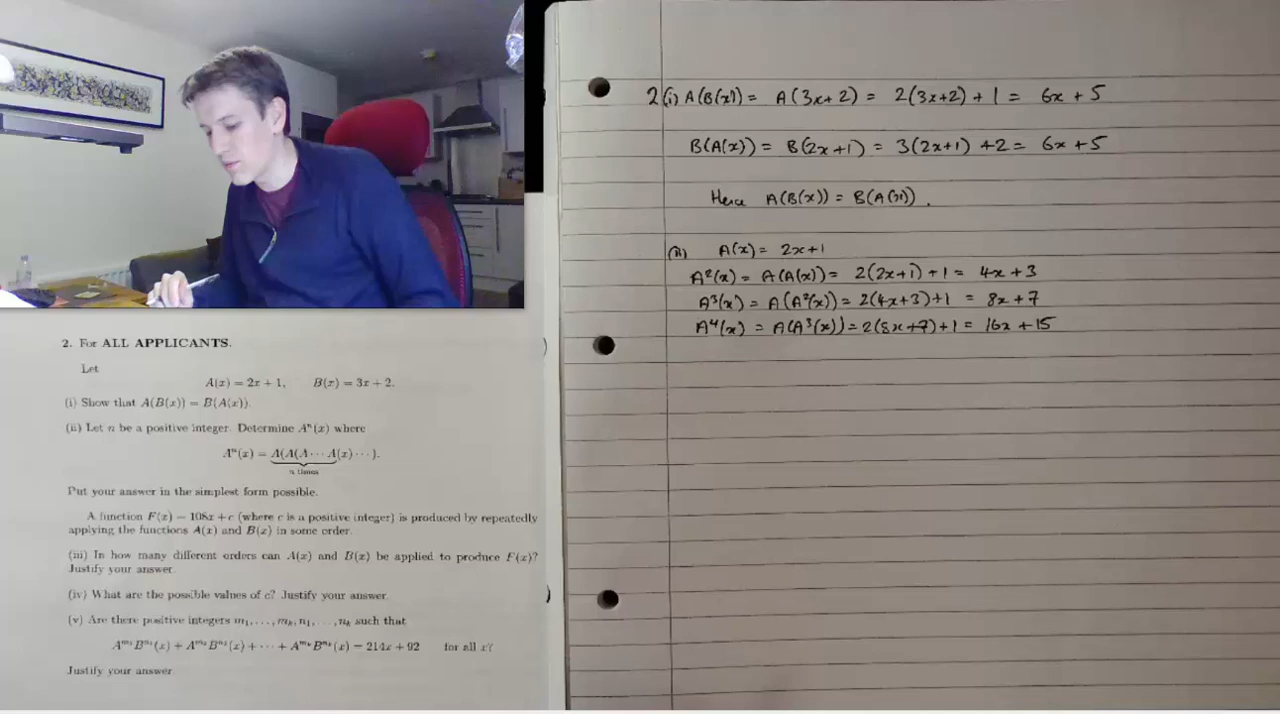 2. For ALL APPLICANTS.
Let
A(x) = 2x + 1, B(x) = 3x + 2.
(i) Show that A(B(x)) = B(A(x)).
(ii) Let n be a positive integer. Determine Aⁿ(x) where
Aⁿ(x) = A(A(A ··· A(x) ··· ).
n times
Put your answer in the simplest form possible.
A function F(x) = 108x + c (where c is a positive integer) is produced by repeatedly
applying the functions A(x) and B(x) in some order.
(iii) In how many different orders can A(x) and B(x) be applied to produce F(x)?
Justify your answer.
(iv) What are the possible values of c? Justify your answer.
(v) Are there positive integers m₁, . . . , mₖ, n₁, . . . , nₖ such that
Aᵐ¹Bⁿ¹(x) + Aᵐ²Bⁿ²(x) + ··· + AᵐᵏBⁿᵏ(x) = 214x + 92 for all x?
Justify your answer.
2(i) A(B(x)) = A(3x+2) = 2(3x+2) + 1 = 6x + 5
B(A(x)) = B(2x+1) = 3(2x+1) + 2 = 6x + 5
Hence A(B(x)) = B(A(x)).
(ii) A(x) = 2x+1
A²(x) = A(A(x)) = 2(2x+1) + 1 = 4x + 3
A³(x) = A(A²(x)) = 2(4x+3)+1 = 8x + 7
A⁴(x) = A(A³(x)) = 2(8x+7)+1 = 16x + 15